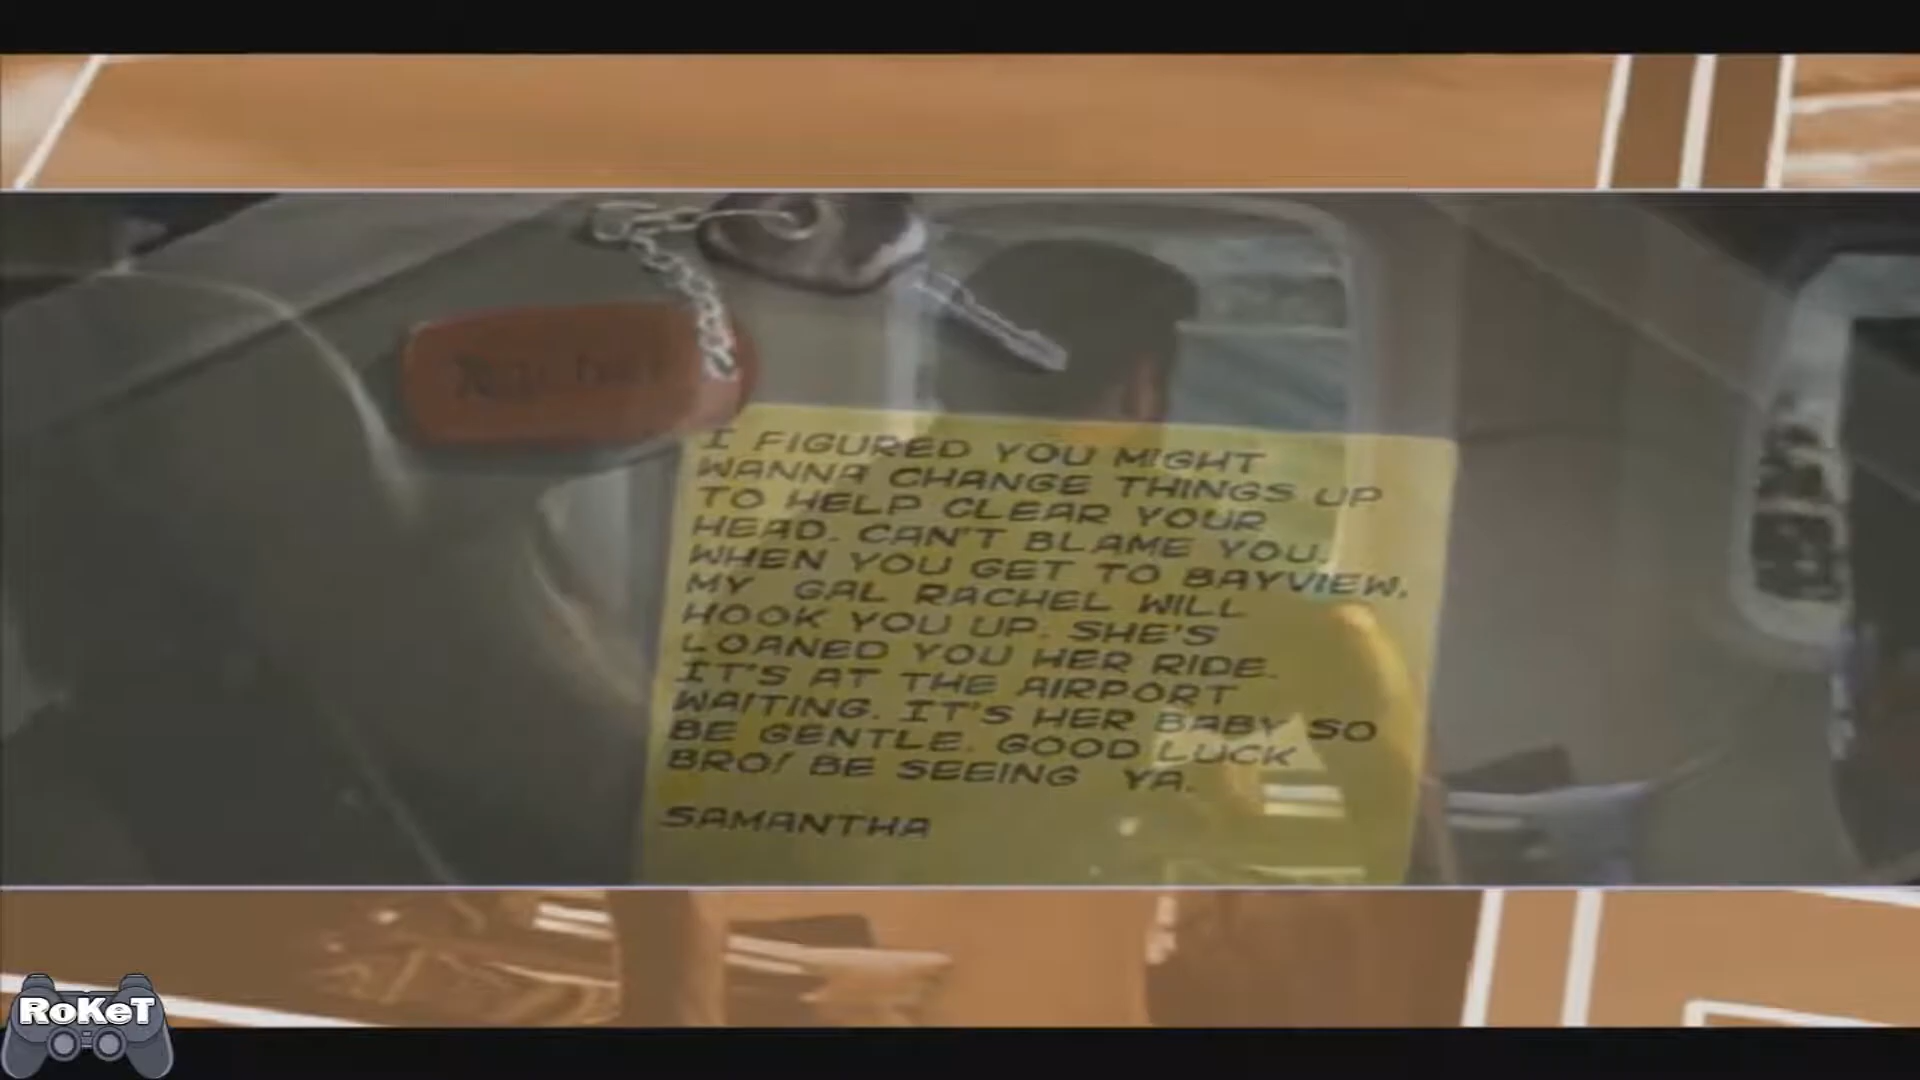 I FIGURED YOU MIGHT
WANNA CHANGE THINGS UP
TO HELP CLEAR YOUR
HEAD. CAN'T BLAME YOU.
WHEN YOU GET TO BAYVIEW,
MY GAL RACHEL WILL
HOOK YOU UP. SHE'S
LOANED YOU HER RIDE.
IT'S AT THE AIRPORT
WAITING. IT'S HER BABY SO
BE GENTLE. GOOD LUCK
BRO! BE SEEING YA.
SAMANTHA
RoKeT